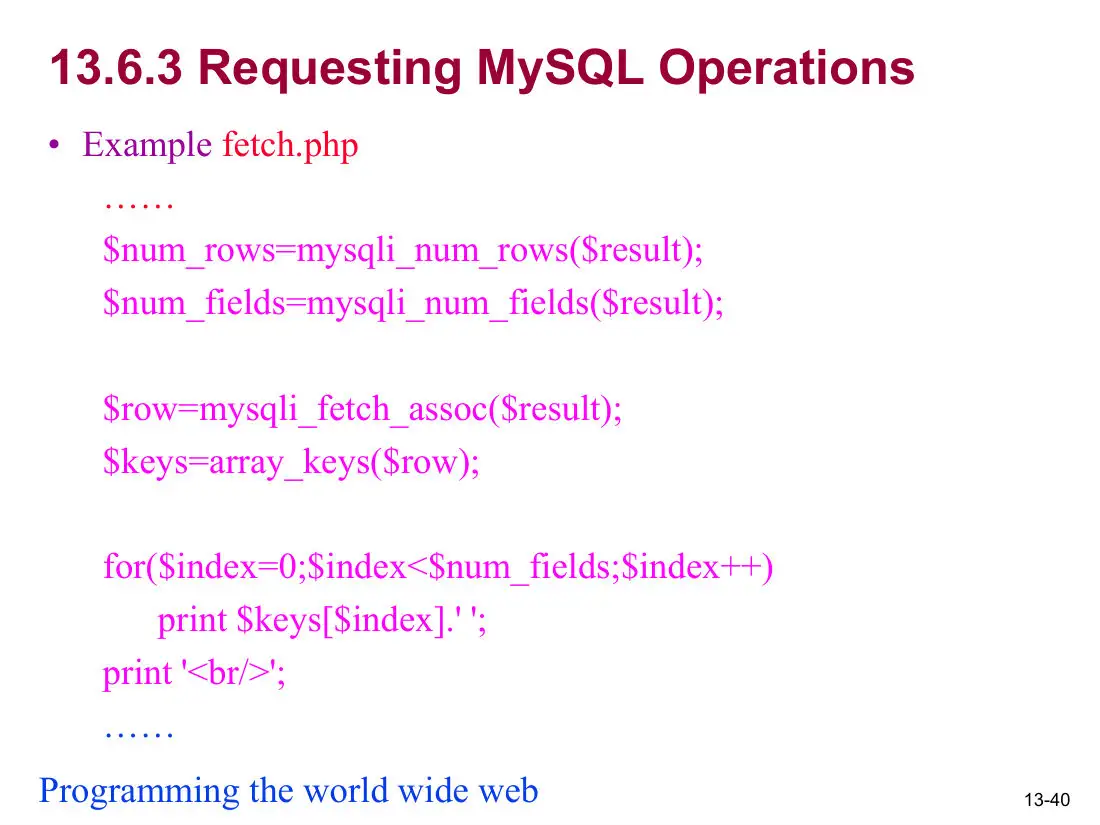 13.6.3 Requesting MySQL Operations
• Example fetch.php
……
$num_rows=mysqli_num_rows($result);
$num_fields=mysqli_num_fields($result);
$row=mysqli_fetch_assoc($result);
$keys=array_keys($row);
for($index=0;$index<$num_fields;$index++)
print $keys[$index].' ';
print '<br/>';
……
Programming the world wide web
13-40